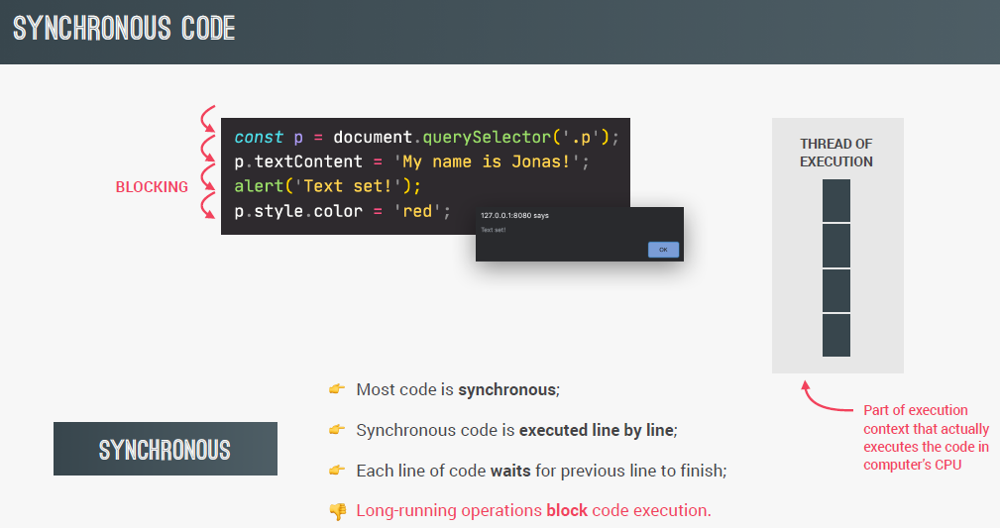 SYNCHRONOUS CODE
const p = document.querySelector('.p');
p.textContent = 'My name is Jonas!';
alert('Text set!');
p.style.color = 'red';
BLOCKING
127.0.0.1:8080 says
Text set!
OK
THREAD OF
EXECUTION
Part of execution
context that actually
executes the code in
computer's CPU
SYNCHRONOUS
👉 Most code is synchronous;
👉 Synchronous code is executed line by line;
👉 Each line of code waits for previous line to finish;
👎 Long-running operations block code execution.